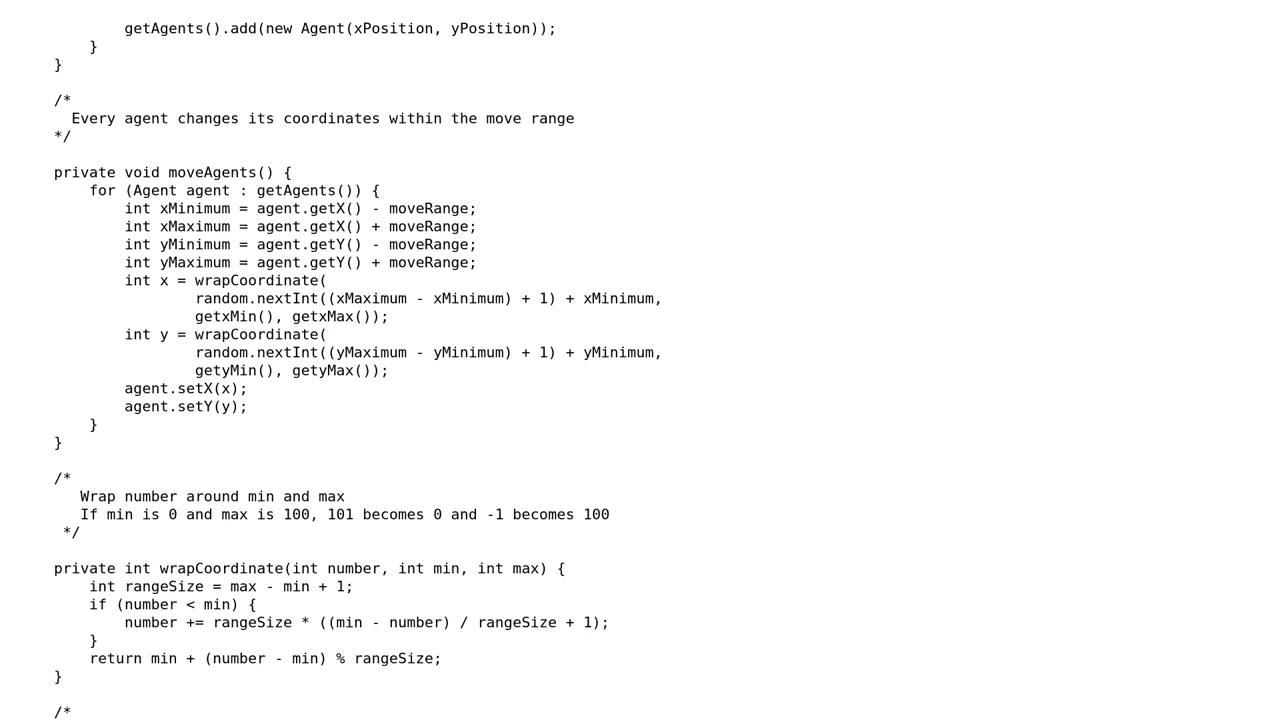 getAgents().add(new Agent(xPosition, yPosition));
        }
    }

    /*
      Every agent changes its coordinates within the move range
    */

    private void moveAgents() {
        for (Agent agent : getAgents()) {
            int xMinimum = agent.getX() - moveRange;
            int xMaximum = agent.getX() + moveRange;
            int yMinimum = agent.getY() - moveRange;
            int yMaximum = agent.getY() + moveRange;
            int x = wrapCoordinate(
                    random.nextInt((xMaximum - xMinimum) + 1) + xMinimum,
                    getxMin(), getxMax());
            int y = wrapCoordinate(
                    random.nextInt((yMaximum - yMinimum) + 1) + yMinimum,
                    getyMin(), getyMax());
            agent.setX(x);
            agent.setY(y);
        }
    }

    /*
       Wrap number around min and max
       If min is 0 and max is 100, 101 becomes 0 and -1 becomes 100
     */

    private int wrapCoordinate(int number, int min, int max) {
        int rangeSize = max - min + 1;
        if (number < min) {
            number += rangeSize * ((min - number) / rangeSize + 1);
        }
        return min + (number - min) % rangeSize;
    }

    /*